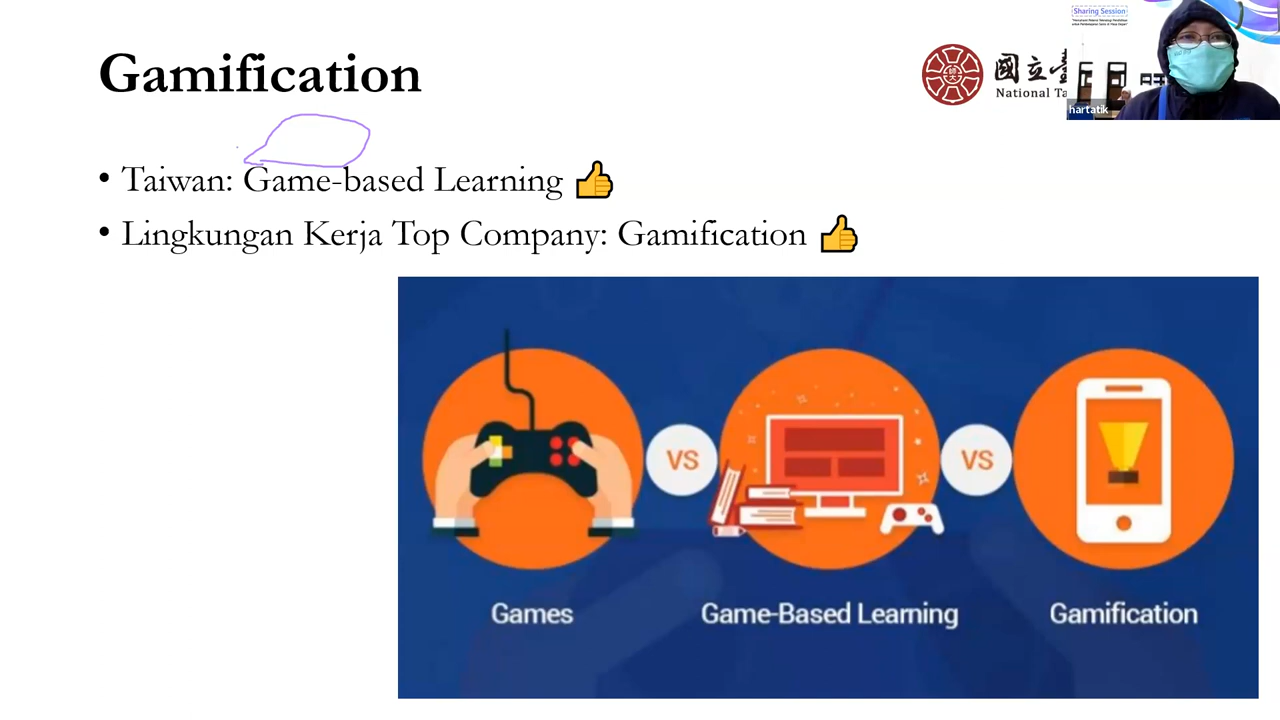 Gamification
Sharing Session
國立
National Ta
hartatik
• Taiwan: Game-based Learning 👍
• Lingkungan Kerja Top Company: Gamification 👍
VS
VS
Games
Game-Based Learning
Gamification